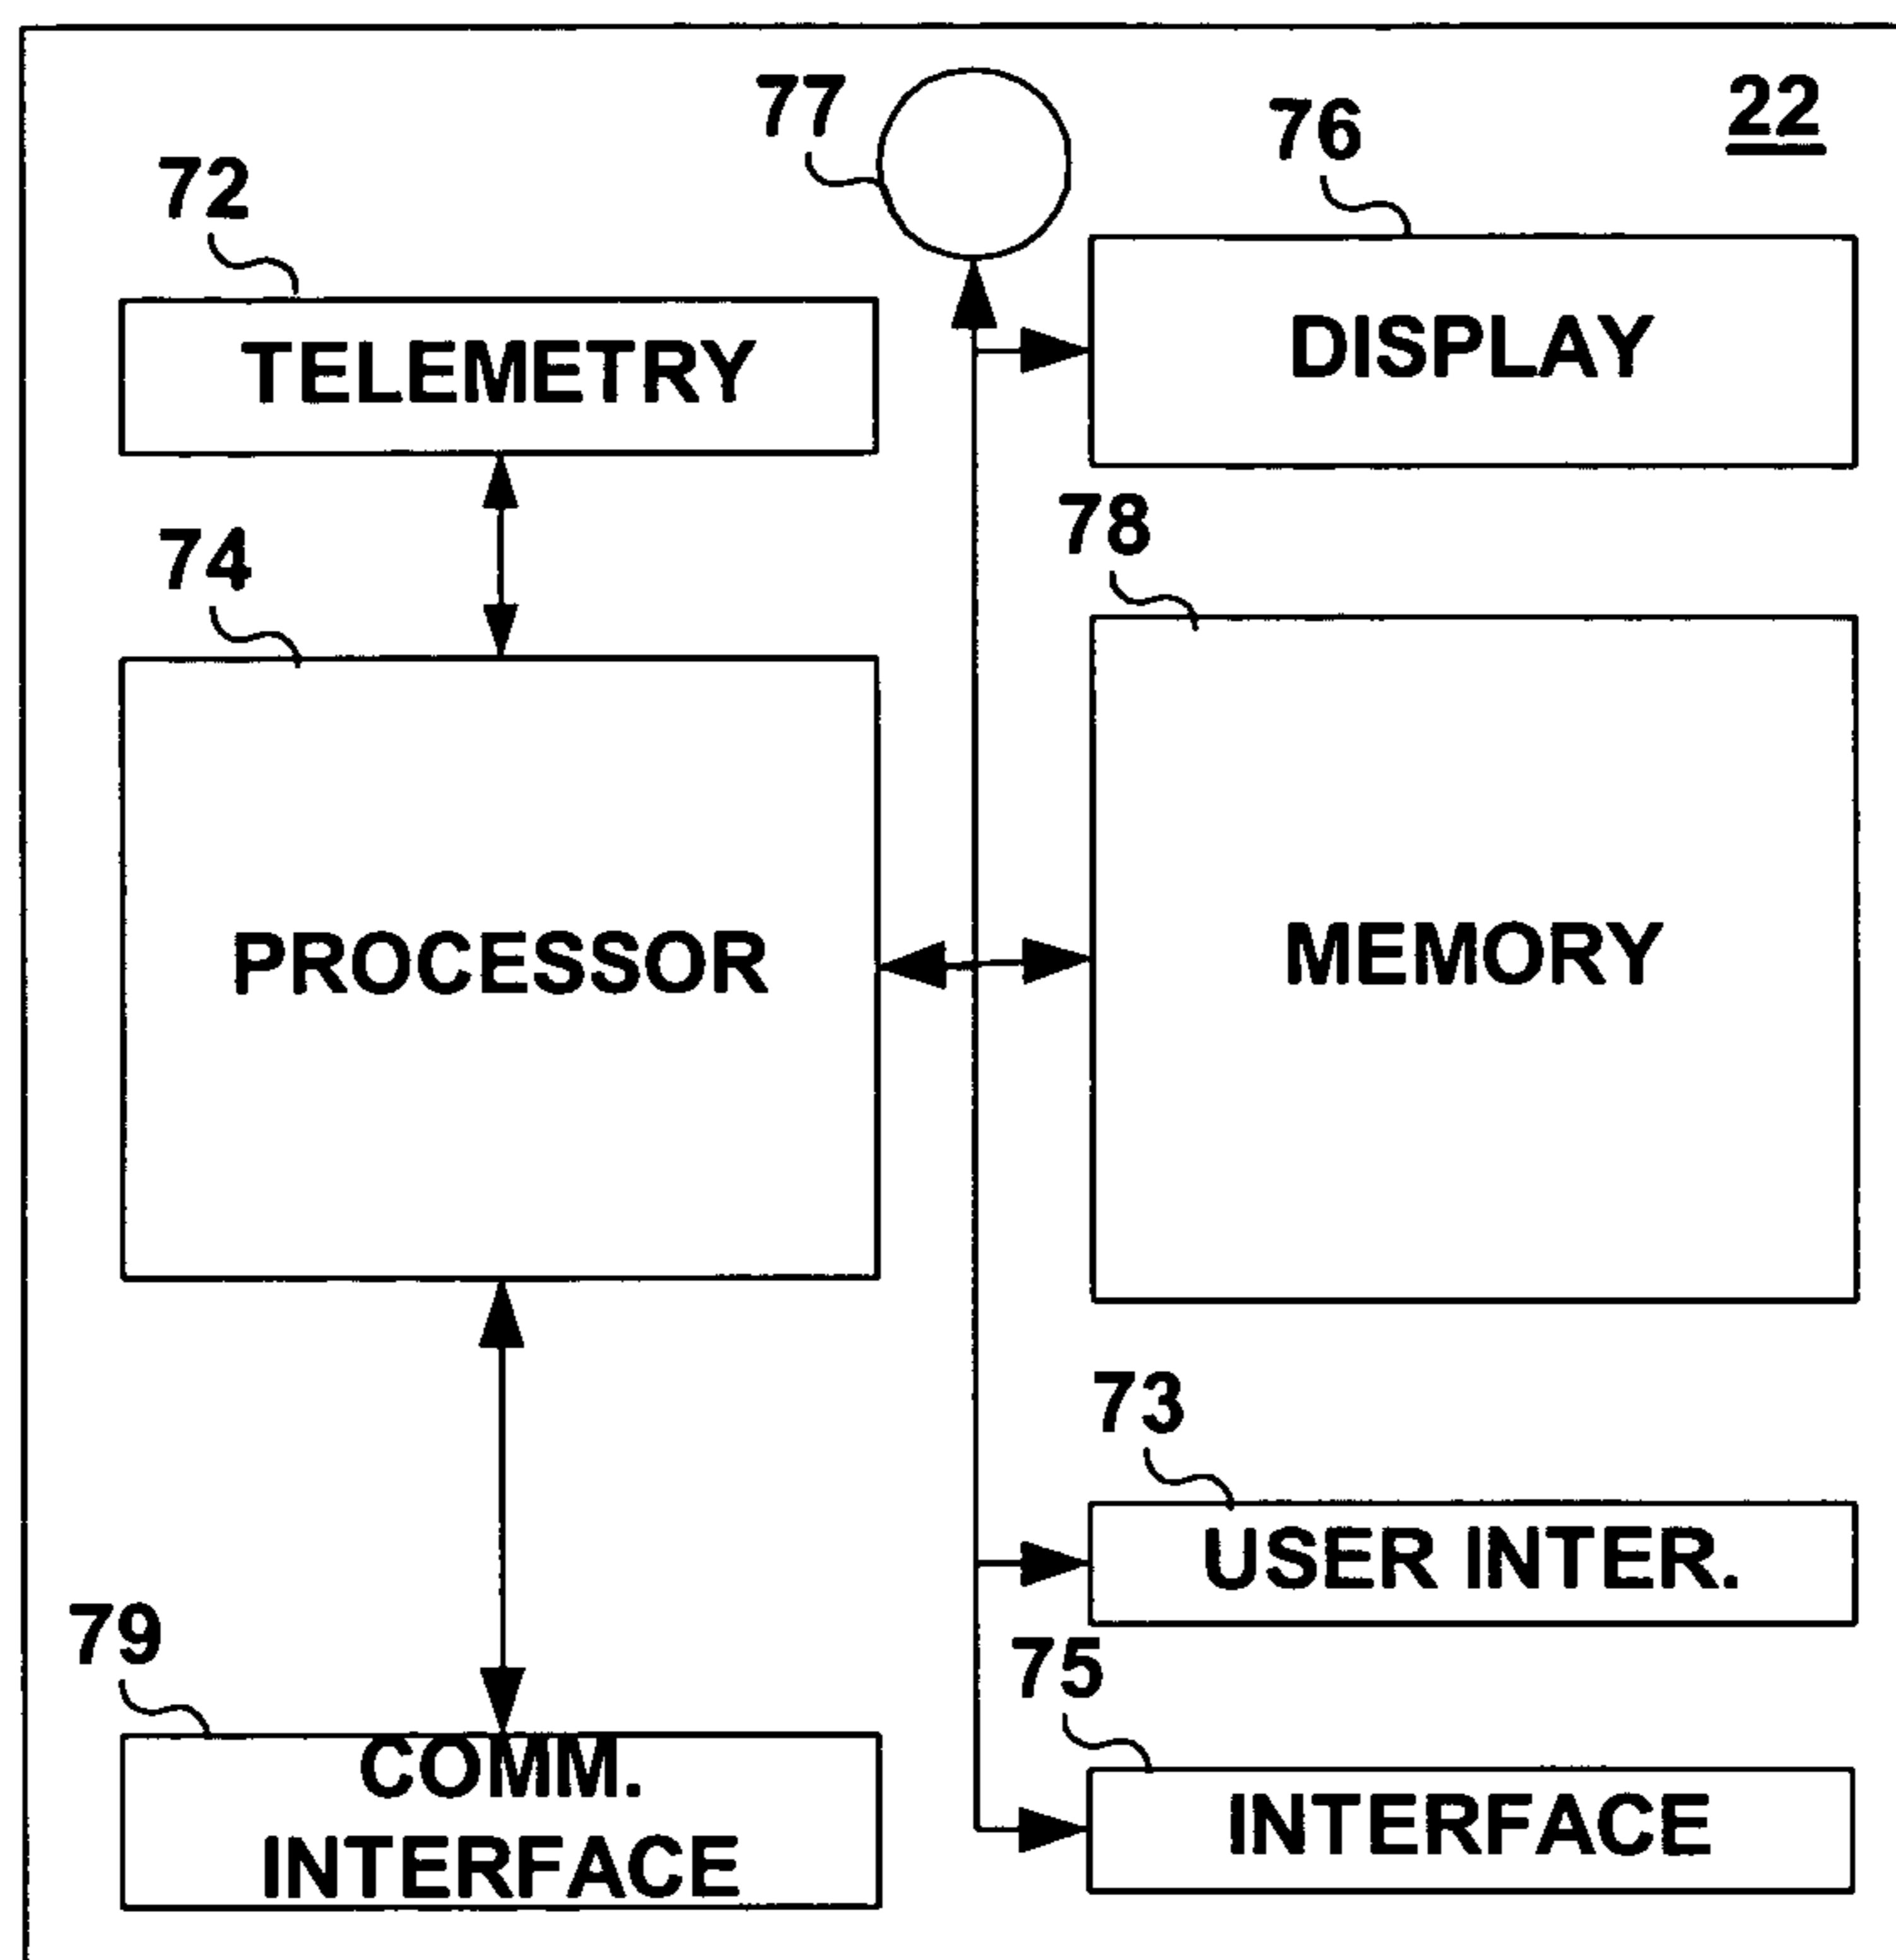 77
76
22
72
DISPLAY
TELEMETRY
78
74
PROCESSOR
MEMORY
73
USER INTER.
79
75
COMM.
INTERFACE
INTERFACE